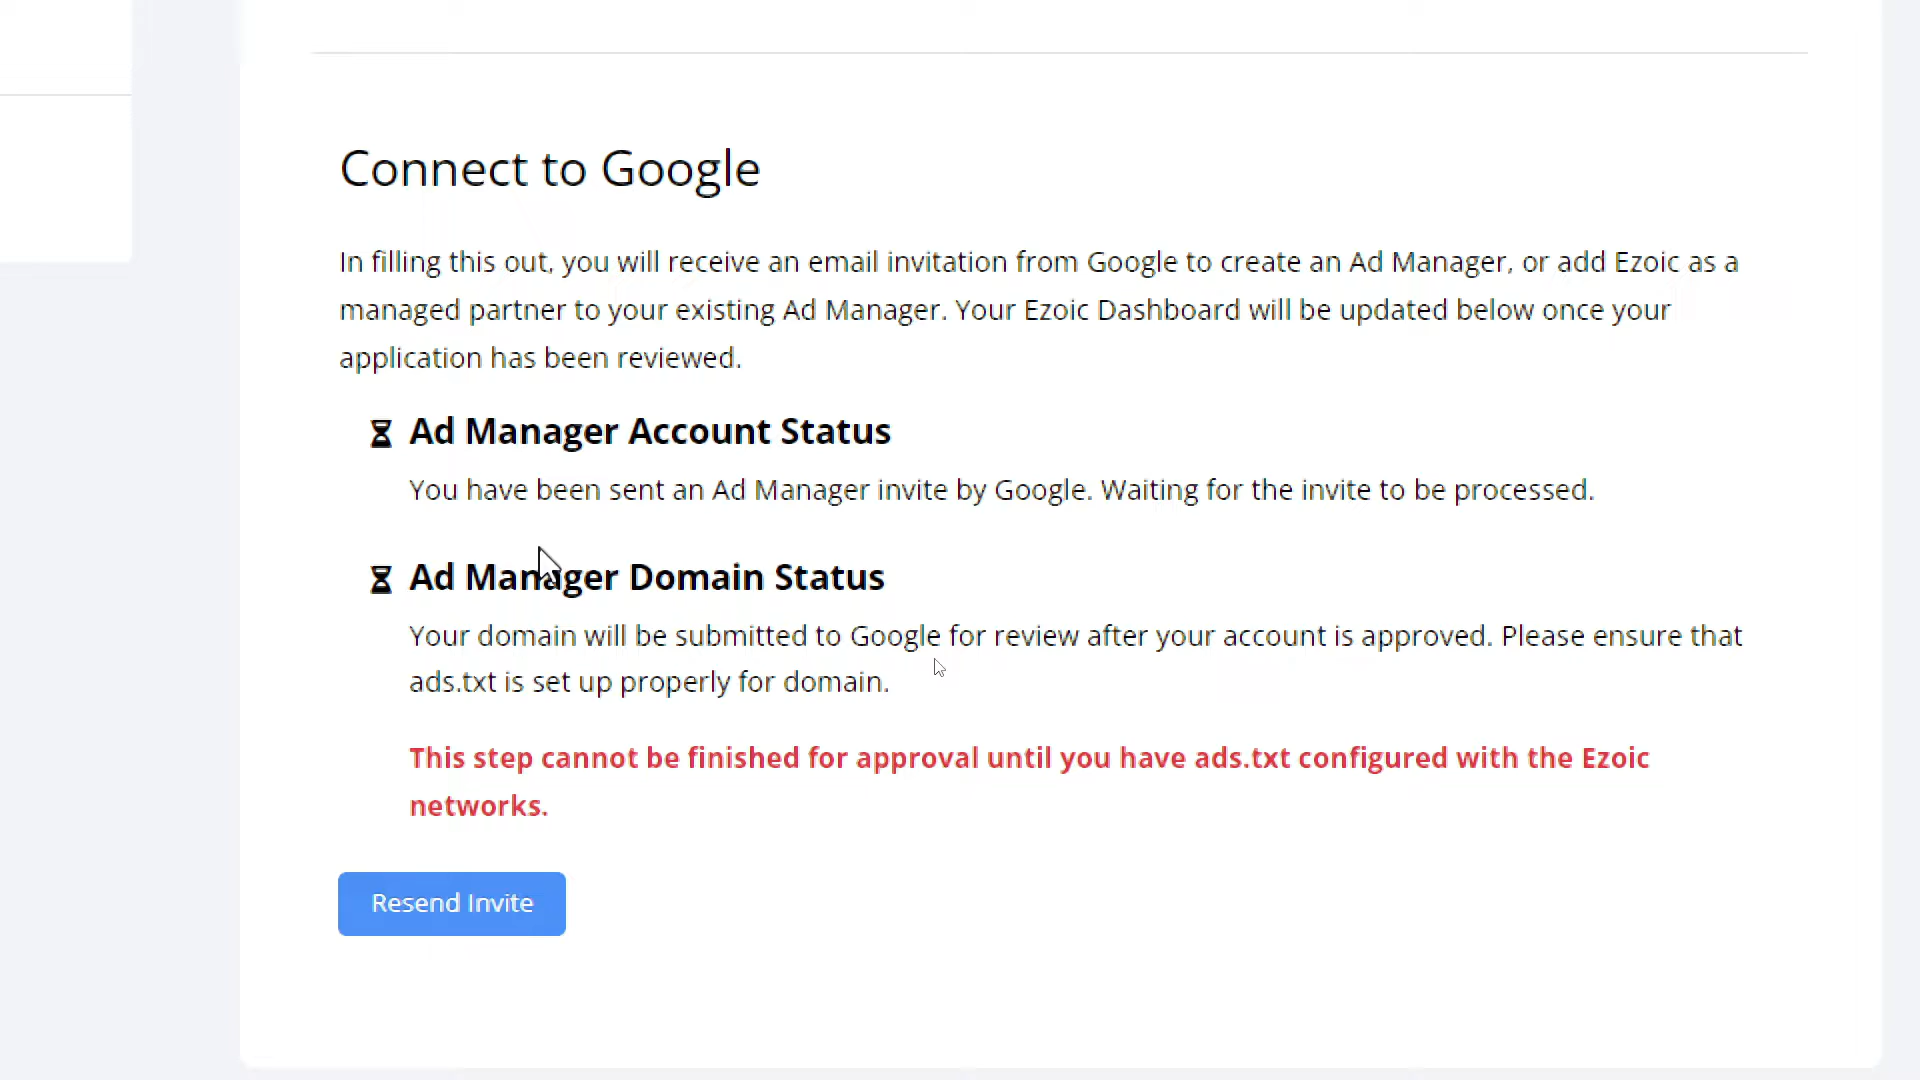 Connect to Google
In filling this out, you will receive an email invitation from Google to create an Ad Manager, or add Ezoic as a
managed partner to your existing Ad Manager. Your Ezoic Dashboard will be updated below once your
application has been reviewed.
Ad Manager Account Status
You have been sent an Ad Manager invite by Google. Waiting for the invite to be processed.
Ad Manager Domain Status
Your domain will be submitted to Google for review after your account is approved. Please ensure that
ads.txt is set up properly for domain.
This step cannot be finished for approval until you have ads.txt configured with the Ezoic
networks.
Resend Invite